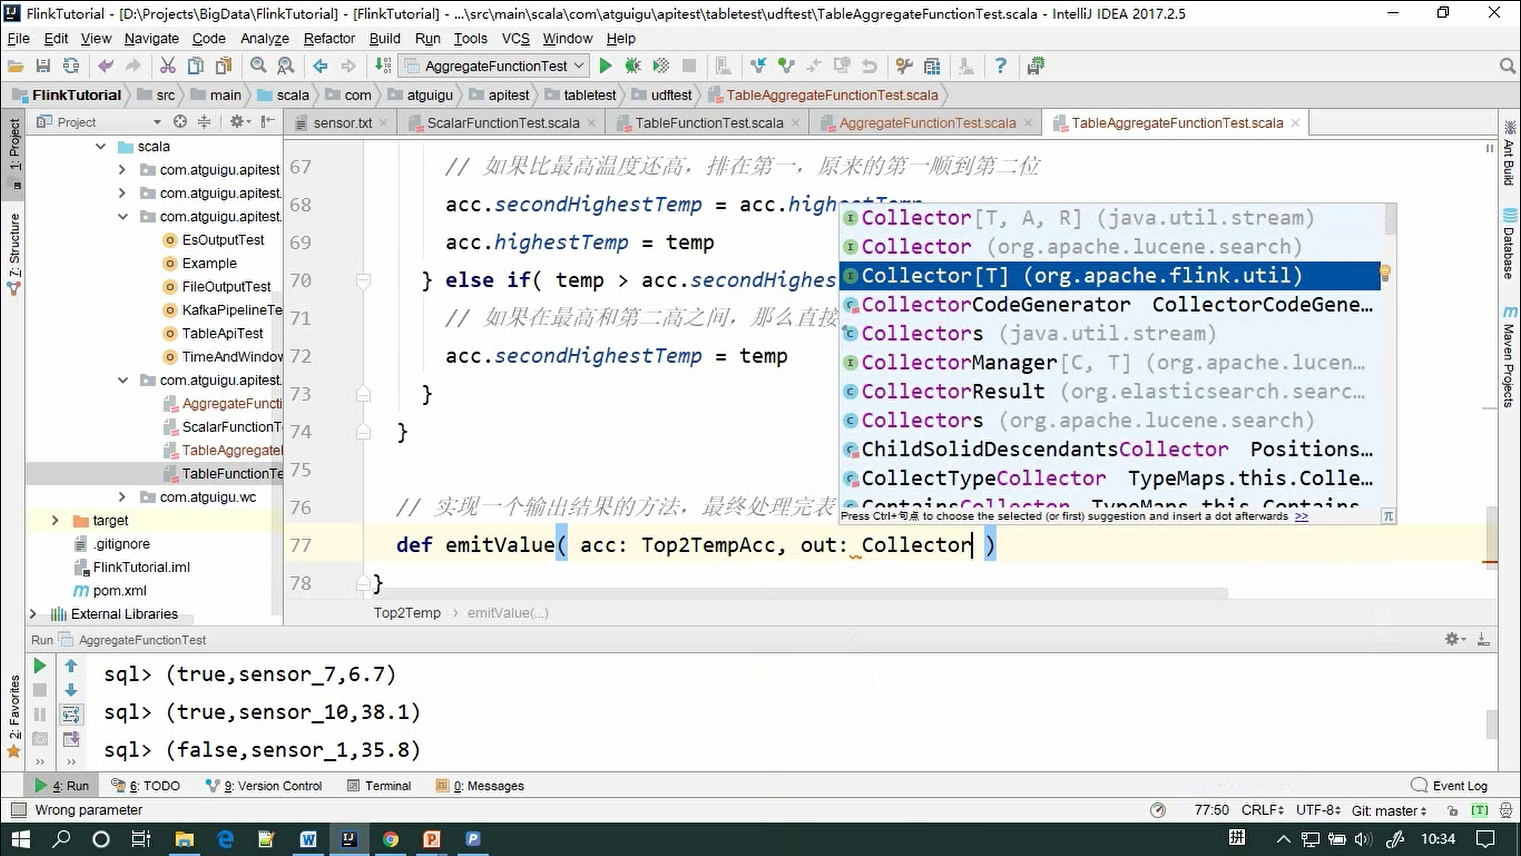 FlinkTutorial - [D:\Projects\BigData\FlinkTutorial] - [FlinkTutorial] - ...\src\main\scala\com\atguigu\apitest\tabletest\udftest\TableAggregateFunctionTest.scala - IntelliJ IDEA 2017.2.5
File Edit View Navigate Code Analyze Refactor Build Run Tools VCS Window Help
AggregateFunctionTest
FlinkTutorial src main scala com atguigu apitest tabletest udftest TableAggregateFunctionTest.scala
Project
sensor.txt ScalarFunctionTest.scala TableFunctionTest.scala AggregateFunctionTest.scala TableAggregateFunctionTest.scala
1: Project
7: Structure
2: Favorites
scala
com.atguigu.apitest
com.atguigu.apitest
com.atguigu.apitest
EsOutputTest
Example
FileOutputTest
KafkaPipelineTe
TableApiTest
TimeAndWindow
com.atguigu.apitest.
AggregateFuncti
ScalarFunctionT
TableAggregatel
TableFunctionTe
com.atguigu.wc
target
.gitignore
FlinkTutorial.iml
pom.xml
External Libraries
67 // 如果比最高温度还高，排在第一，原来的第一顺到第二位
68 acc.secondHighestTemp = acc.highestTemp
69 acc.highestTemp = temp
70 } else if( temp > acc.secondHighes
71 // 如果在最高和第二高之间，那么直接
72 acc.secondHighestTemp = temp
73 }
74 }
75
76 // 实现一个输出结果的方法，最终处理完表
77 def emitValue( acc: Top2TempAcc, out: Collector )
78 }
Collector[T, A, R] (java.util.stream)
Collector (org.apache.lucene.search)
Collector[T] (org.apache.flink.util)
CollectorCodeGenerator CollectorCodeGene...
Collectors (java.util.stream)
CollectorManager[C, T] (org.apache.lucen...
CollectorResult (org.elasticsearch.searc...
Collectors (org.apache.lucene.search)
ChildSolidDescendantsCollector Positions...
CollectTypeCollector TypeMaps.this.Colle...
ContainsCollector TypeMaps.this.Contains
Press Ctrl+句点 to choose the selected (or first) suggestion and insert a dot afterwards >>
Top2Temp emitValue(...)
Ant Build
Database
Maven Projects
Run AggregateFunctionTest
sql> (true,sensor_7,6.7)
sql> (true,sensor_10,38.1)
sql> (false,sensor_1,35.8)
4: Run 6: TODO 9: Version Control Terminal 0: Messages Event Log
Wrong parameter 77:50 CRLF UTF-8 Git: master [T]
拼 10:34